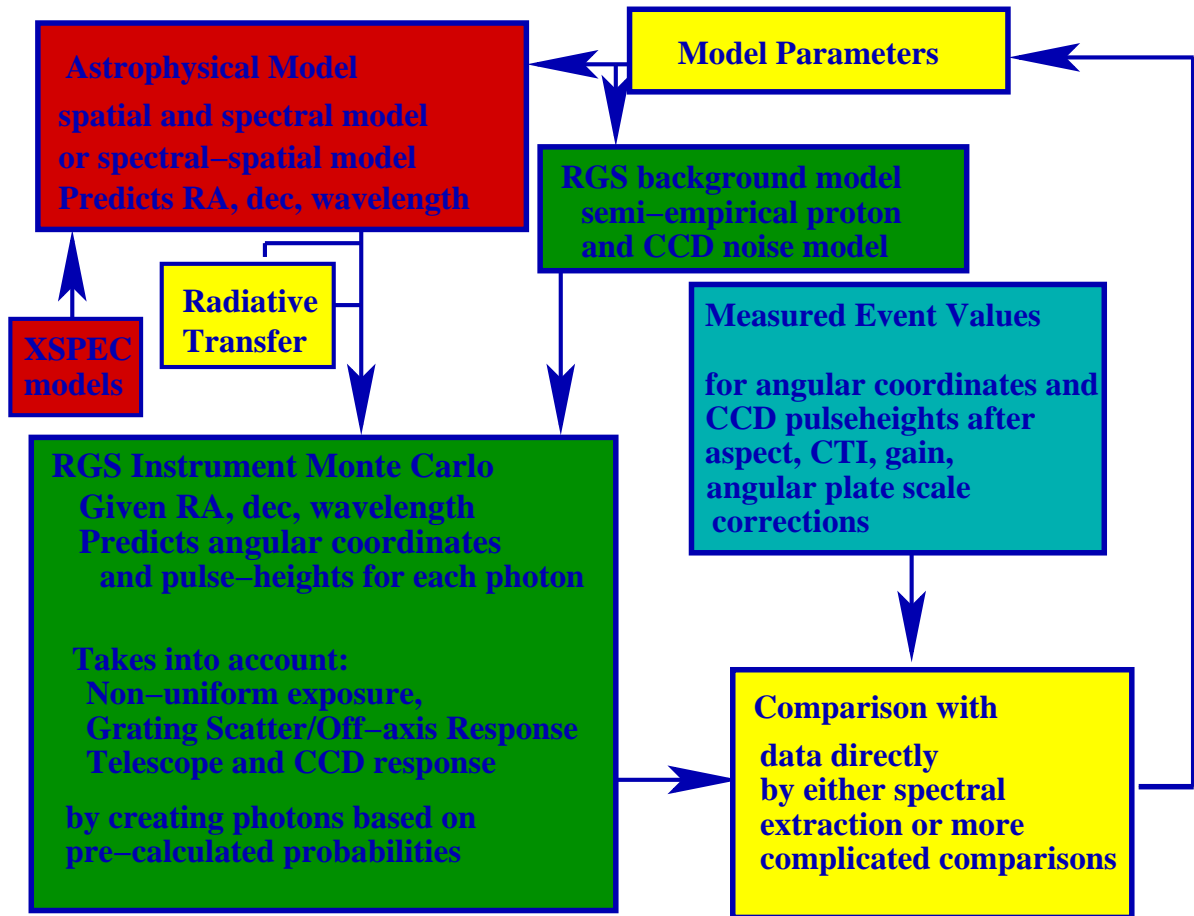 Astrophysical Model
spatial and spectral model
or spectral−spatial model
Predicts RA, dec, wavelength
Model Parameters
RGS background model
semi−empirical proton
and CCD noise model
XSPEC
models
Radiative
Transfer
Measured Event Values
for angular coordinates and
CCD pulseheights after
aspect, CTI, gain,
angular plate scale
corrections
RGS Instrument Monte Carlo
Given RA, dec, wavelength
Predicts angular coordinates
and pulse−heights for each photon
Takes into account:
Non−uniform exposure,
Grating Scatter/Off−axis Response
Telescope and CCD response
by creating photons based on
pre−calculated probabilities
Comparison with
data directly
by either spectral
extraction or more
complicated comparisons